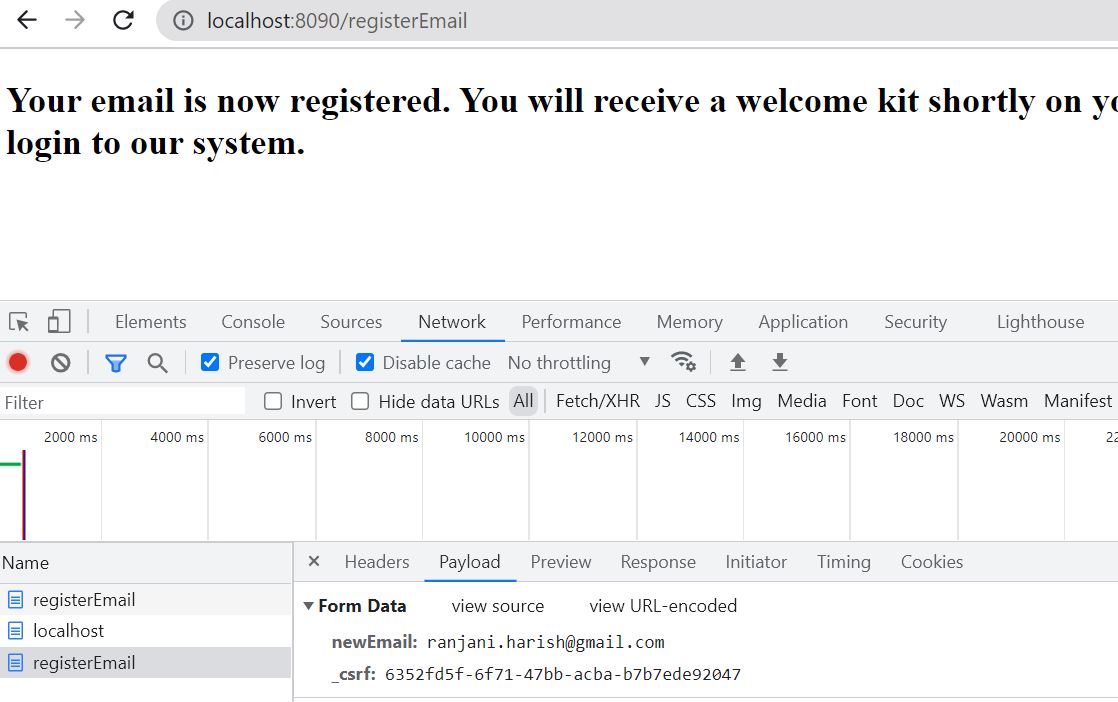 localhost:8090/registerEmail
Your email is now registered. You will receive a welcome kit shortly on
login to our system.
Elements Console Sources Network Performance Memory Application Security Lighthouse
Preserve log Disable cache No throttling
Filter Invert Hide data URLs All Fetch/XHR JS CSS Img Media Font Doc WS Wasm Manifest
2000 ms 4000 ms 6000 ms 8000 ms 10000 ms 12000 ms 14000 ms 16000 ms 18000 ms 20000 ms
Name × Headers Payload Preview Response Initiator Timing Cookies
registerEmail Form Data view source view URL-encoded
localhost newEmail: ranjani.harish@gmail.com
registerEmail _csrf: 6352fd5f-6f71-47bb-acba-b7b7ede92047